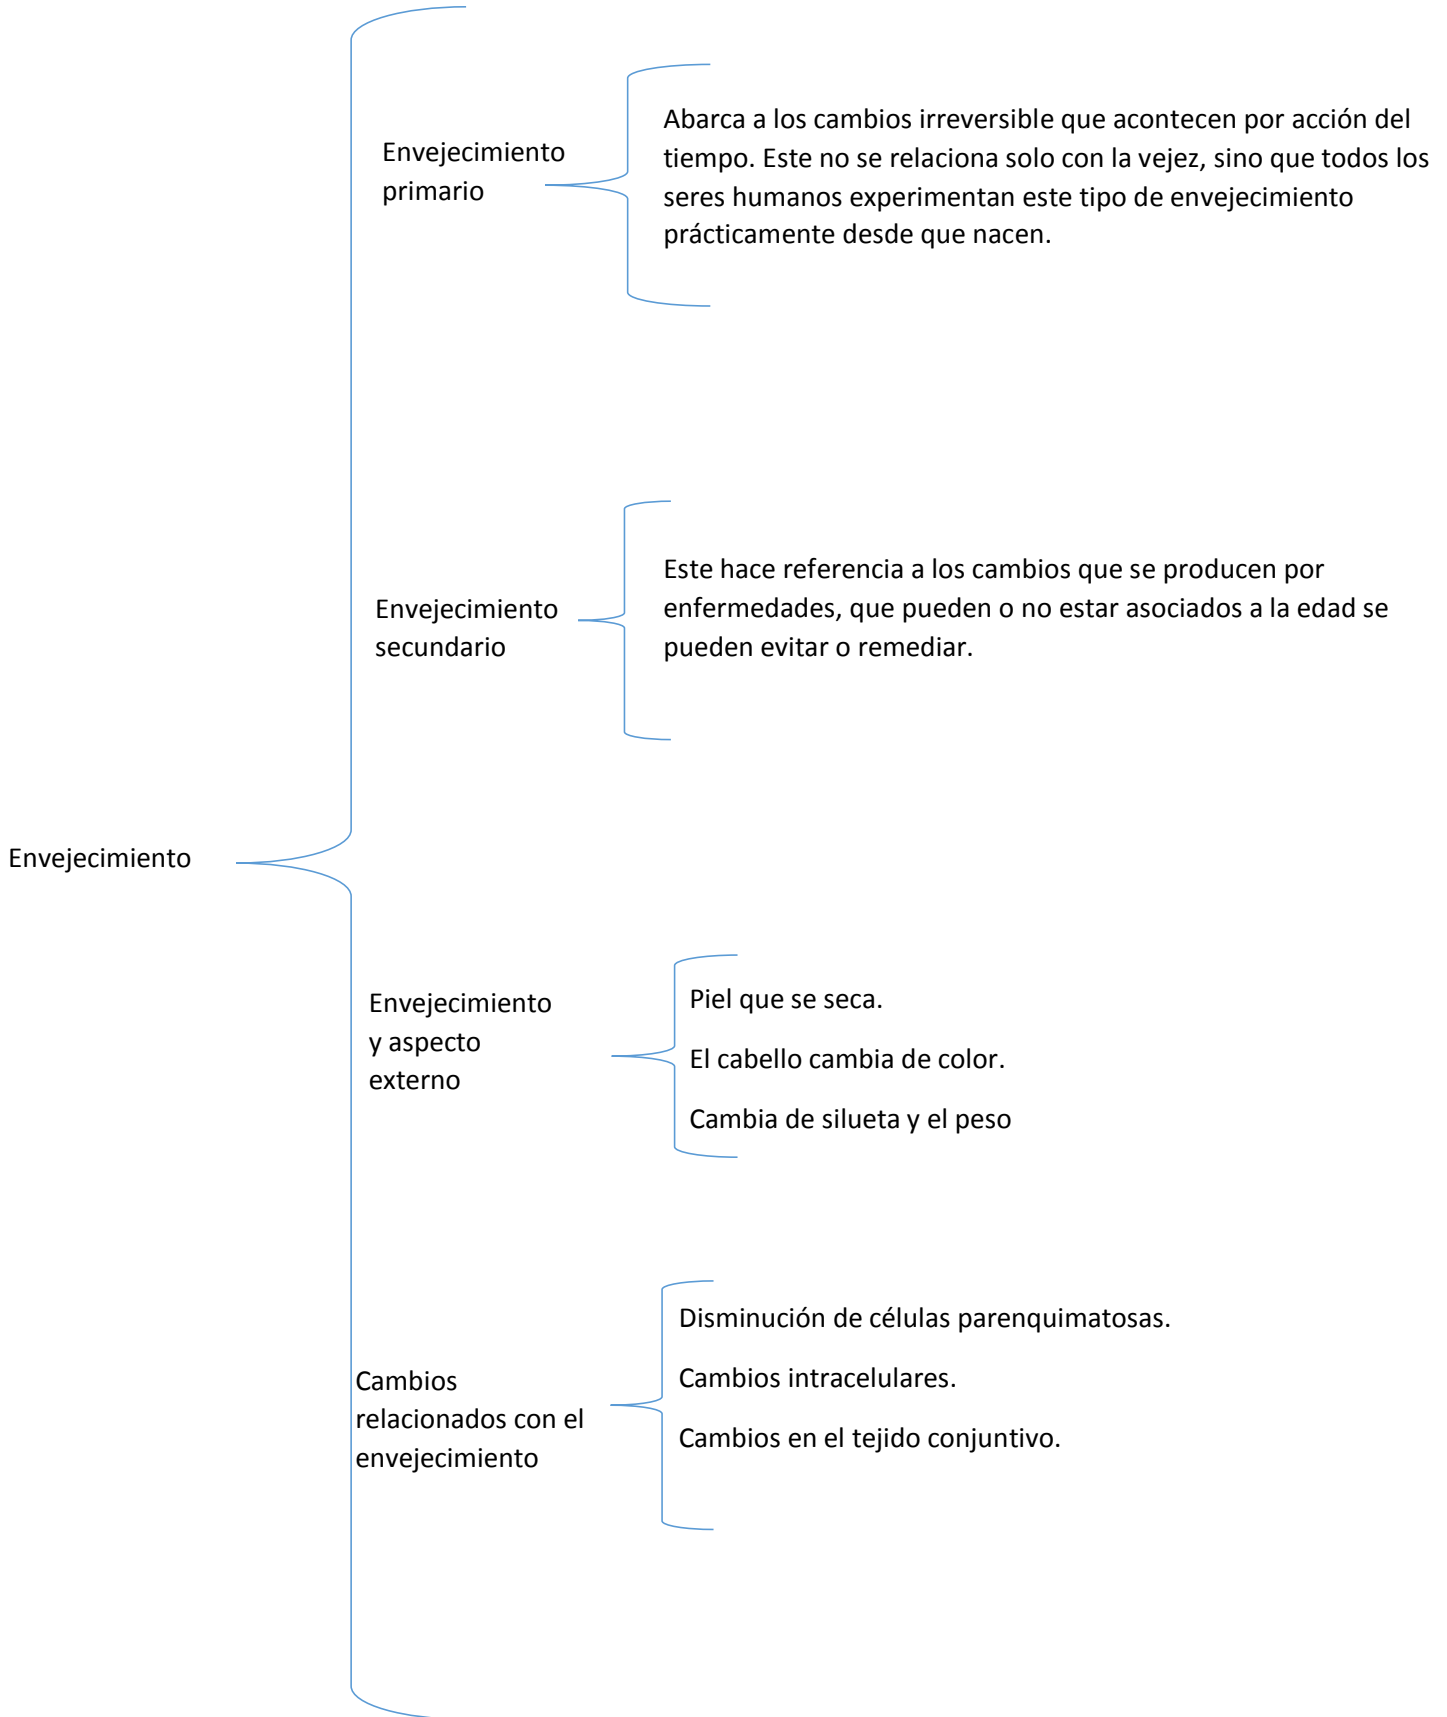 Envejecimiento
Envejecimiento
primario
Abarca a los cambios irreversible que acontecen por acción del
tiempo. Este no se relaciona solo con la vejez, sino que todos los
seres humanos experimentan este tipo de envejecimiento
prácticamente desde que nacen.
Envejecimiento
secundario
Este hace referencia a los cambios que se producen por
enfermedades, que pueden o no estar asociados a la edad se
pueden evitar o remediar.
Envejecimiento
y aspecto
externo
Piel que se seca.
El cabello cambia de color.
Cambia de silueta y el peso
Cambios
relacionados con el
envejecimiento
Disminución de células parenquimatosas.
Cambios intracelulares.
Cambios en el tejido conjuntivo.